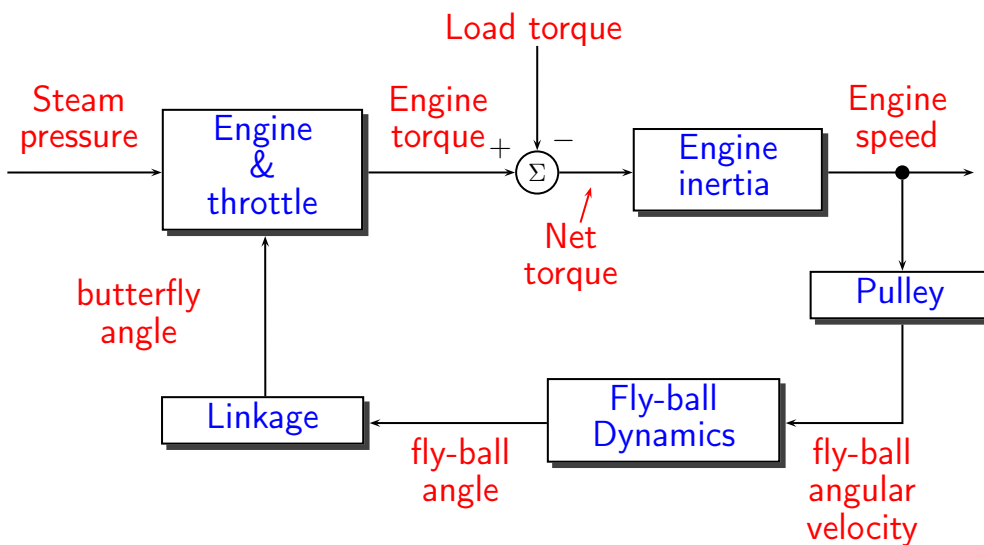 Load torque
Steam
pressure
Engine
&
throttle
Engine
torque
+
−
Σ
Net
torque
Engine
inertia
Engine
speed
Pulley
butterfly
angle
Linkage
fly-ball
angle
Fly-ball
Dynamics
fly-ball
angular
velocity